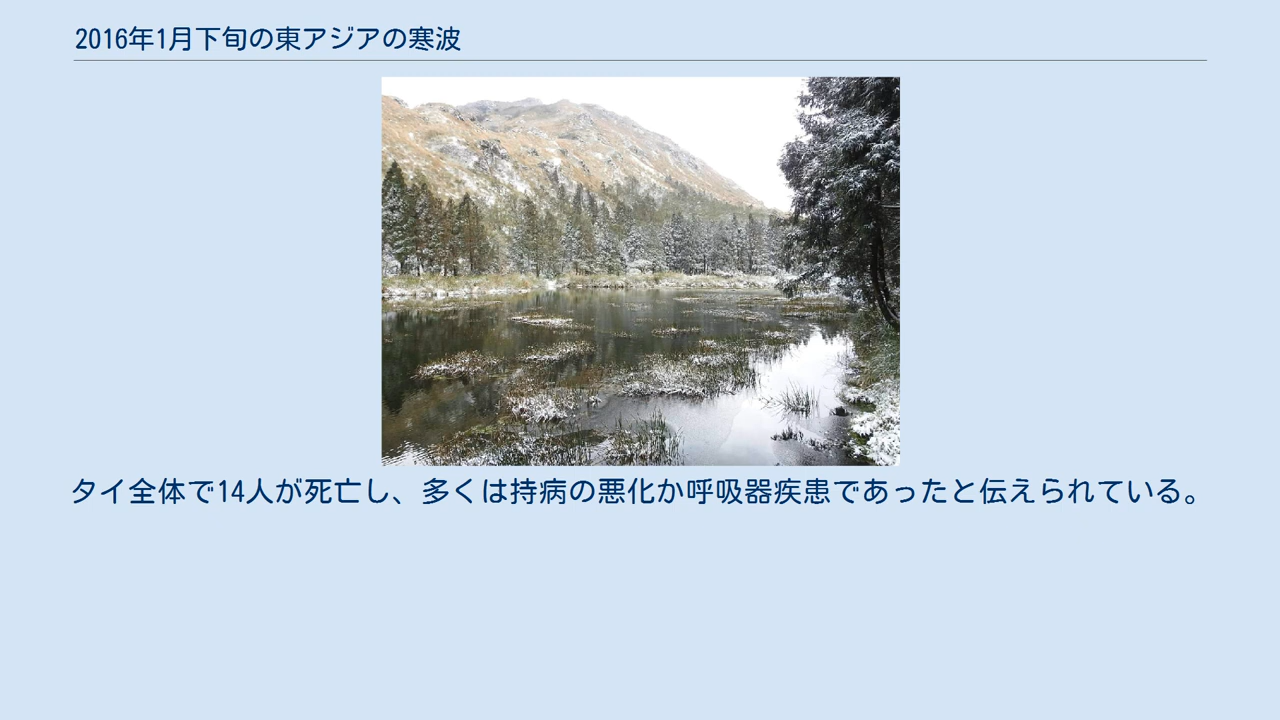 2016年1月下旬の東アジアの寒波
タイ全体で14人が死亡し、多くは持病の悪化か呼吸器疾患であったと伝えられている。